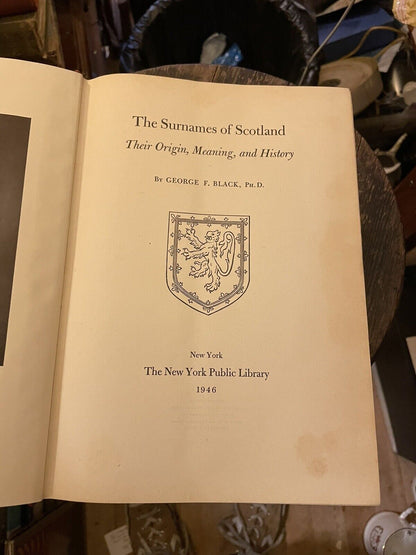 The Surnames of Scotland
Their Origin, Meaning, and History
By GEORGE F. BLACK, Ph.D.
New York
The New York Public Library
1946